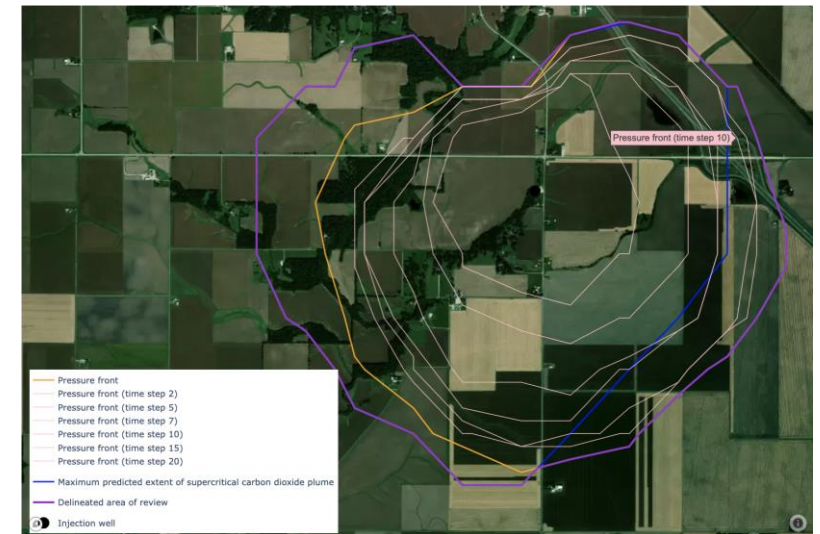 Pressure front (time step 10)
Pressure front
Pressure front (time step 2)
Pressure front (time step 5)
Pressure front (time step 7)
Pressure front (time step 10)
Pressure front (time step 15)
Pressure front (time step 20)
Maximum predicted extent of supercritical carbon dioxide plume
Delineated area of review
Injection well